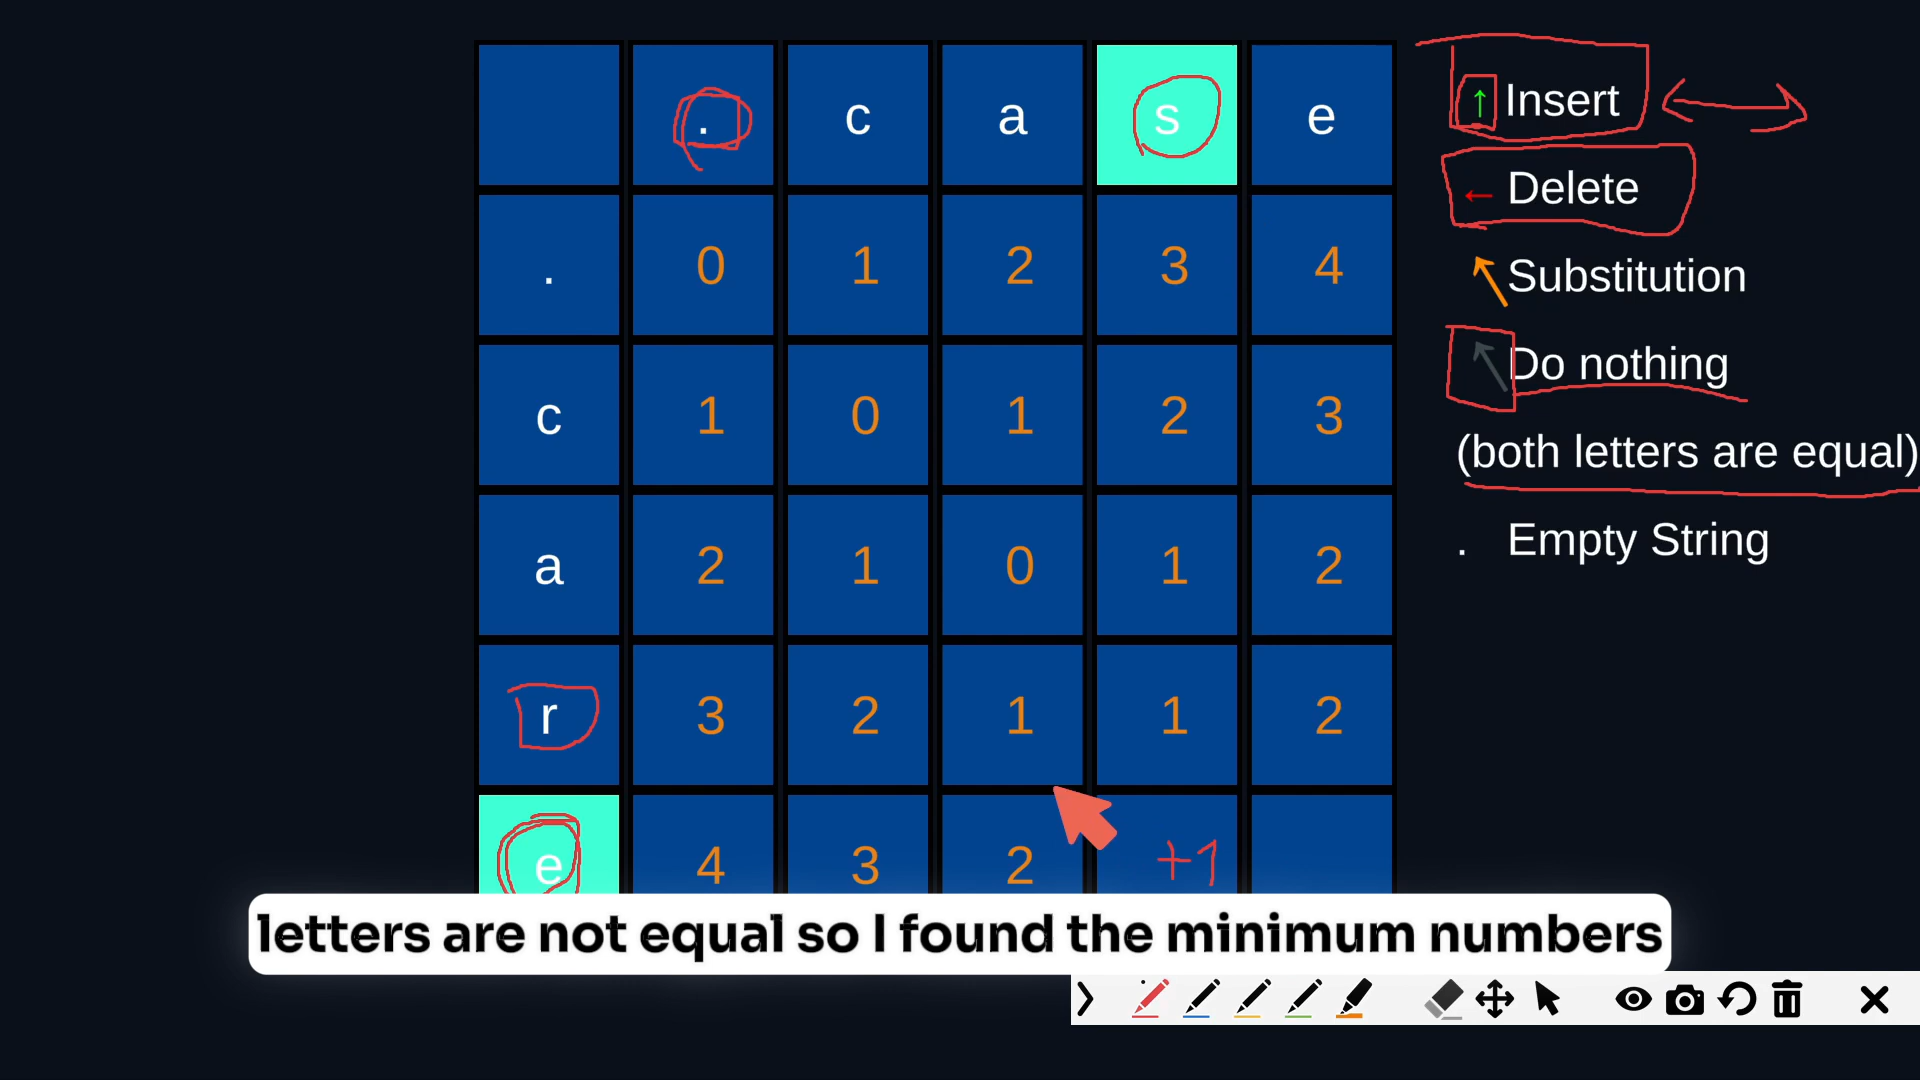 . c a s e
. 0 1 2 3 4
c 1 0 1 2 3
a 2 1 0 1 2
r 3 2 1 1 2
e 4 3 2 +1
↑ Insert
← Delete
↖ Substitution
↖ Do nothing
(both letters are equal)
. Empty String
letters are not equal so I found the minimum numbers